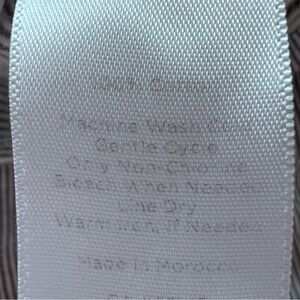 100% Cotton
Machine Wash
Gentle Cycle
Only Non-Chlorine
Bleach When Needed
Line Dry
Warm Iron, If Needed
Made In Morocco